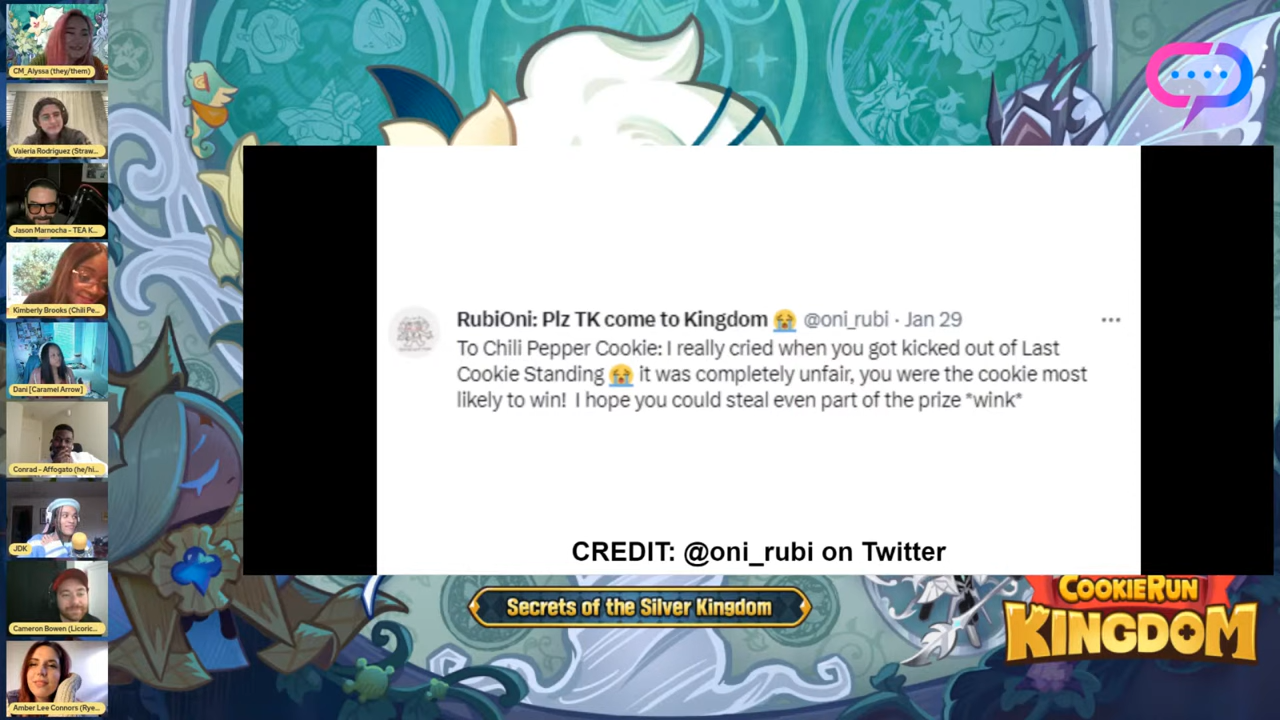 CM_Alyssa (they/them)
Valeria Rodriguez (Straw...
Jason Marnocha - TEA K...
Kimberly Brooks (Chili Pe...
Dani [Caramel Arrow]
Conrad - Affogato (he/hi...
JDK
Cameron Bowen (Licoric...
Amber Lee Connors (Rye...
RubiOni: Plz TK come to Kingdom 😭 @oni_rubi · Jan 29
To Chili Pepper Cookie: I really cried when you got kicked out of Last
Cookie Standing 😭 it was completely unfair, you were the cookie most
likely to win! I hope you could steal even part of the prize *wink*
CREDIT: @oni_rubi on Twitter
Secrets of the Silver Kingdom
COOKIERUN
KINGDOM